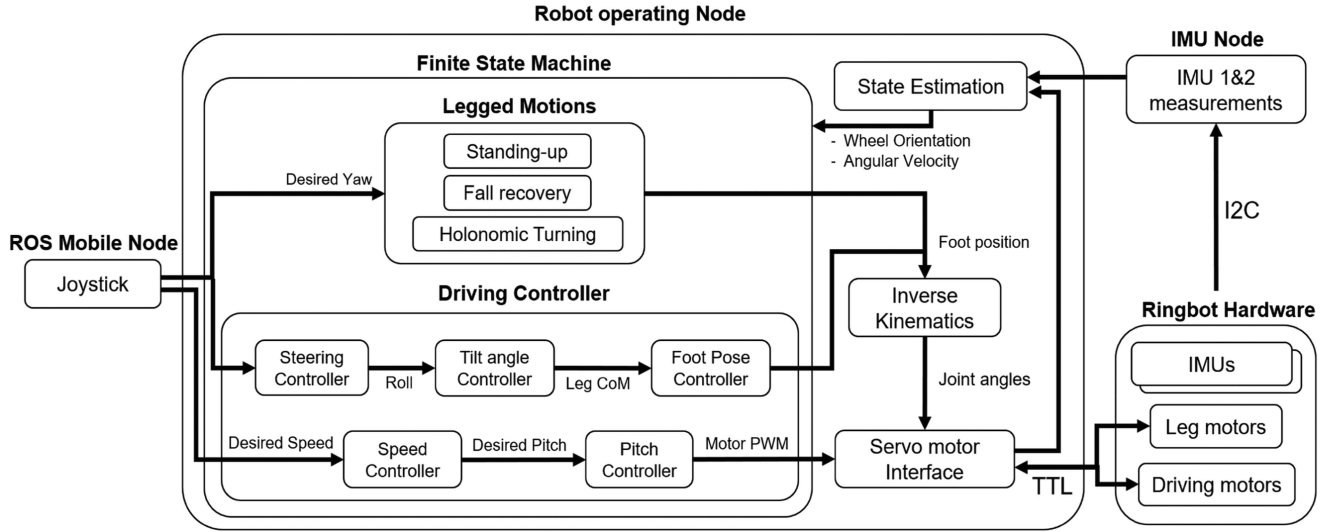 Robot operating Node
Finite State Machine
Legged Motions
Standing-up
Fall recovery
Holonomic Turning
Desired Yaw
State Estimation
- Wheel Orientation
- Angular Velocity
IMU Node
IMU 1&2
measurements
I2C
ROS Mobile Node
Joystick
Foot position
Inverse
Kinematics
Joint angles
Driving Controller
Steering
Controller
Roll
Tilt angle
Controller
Leg CoM
Foot Pose
Controller
Desired Speed
Speed
Controller
Desired Pitch
Pitch
Controller
Motor PWM
Servo motor
Interface
TTL
Ringbot Hardware
IMUs
Leg motors
Driving motors